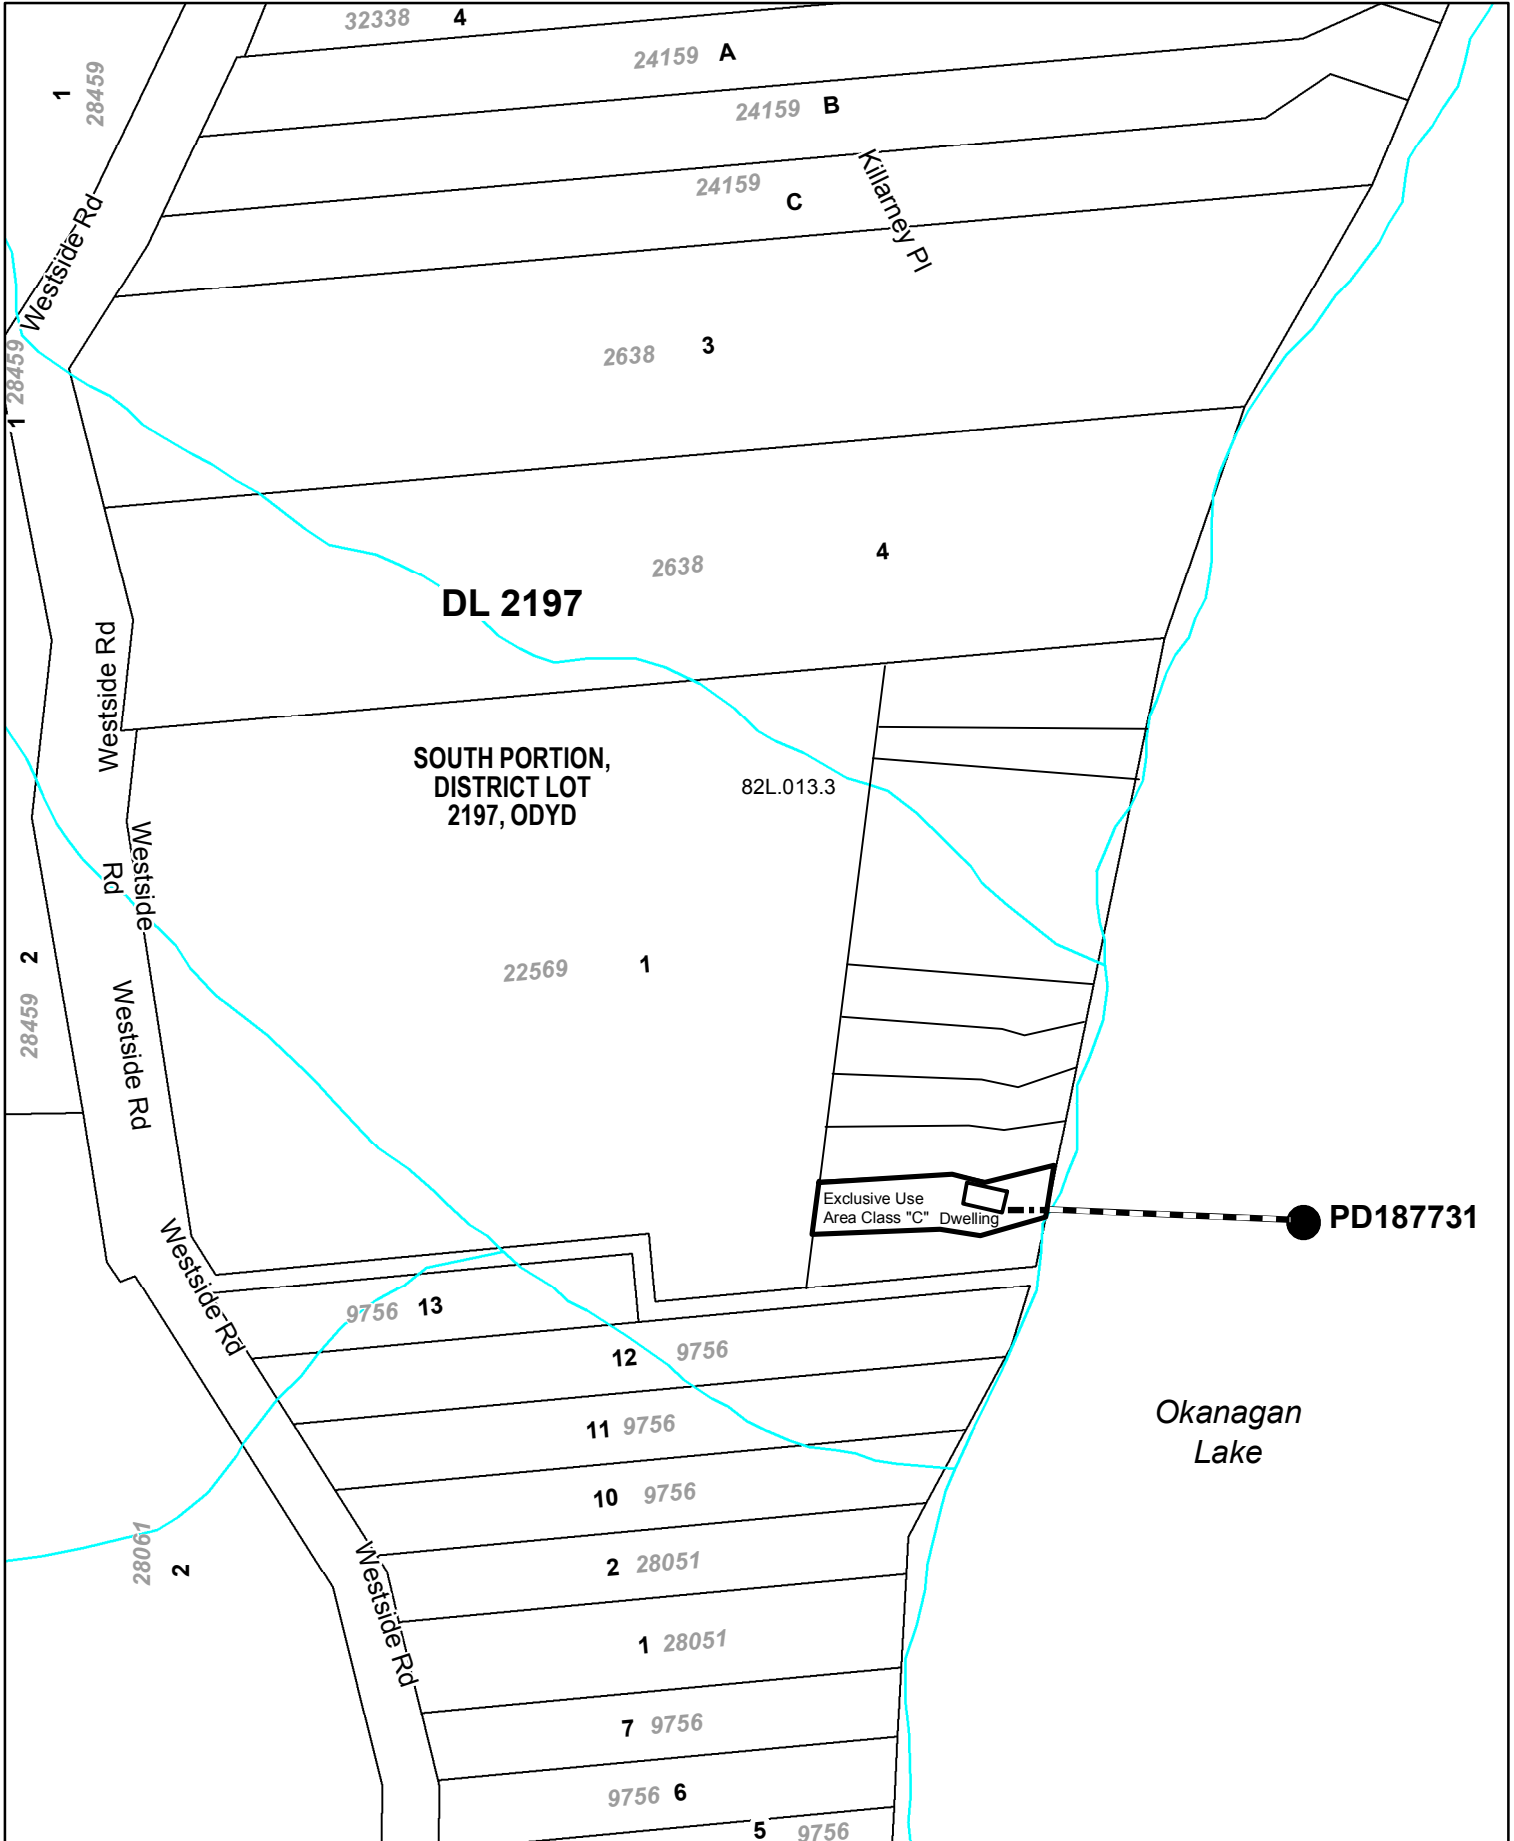 32338 4
24159 A
1
28459
24159 B
24159
C
Killarney Pl
Westside Rd
2638 3
28459
1
2638 4
DL 2197
Westside Rd
SOUTH PORTION,
DISTRICT LOT
2197, ODYD
82L.013.3
Westside
Rd
2
28459
22569 1
Westside Rd
Exclusive Use
Area Class "C" Dwelling
PD187731
Westside Rd
9756 13
12 9756
11 9756
Okanagan
Lake
10 9756
28061
2
2 28051
Westside Rd
1 28051
7 9756
9756 6
5 9756